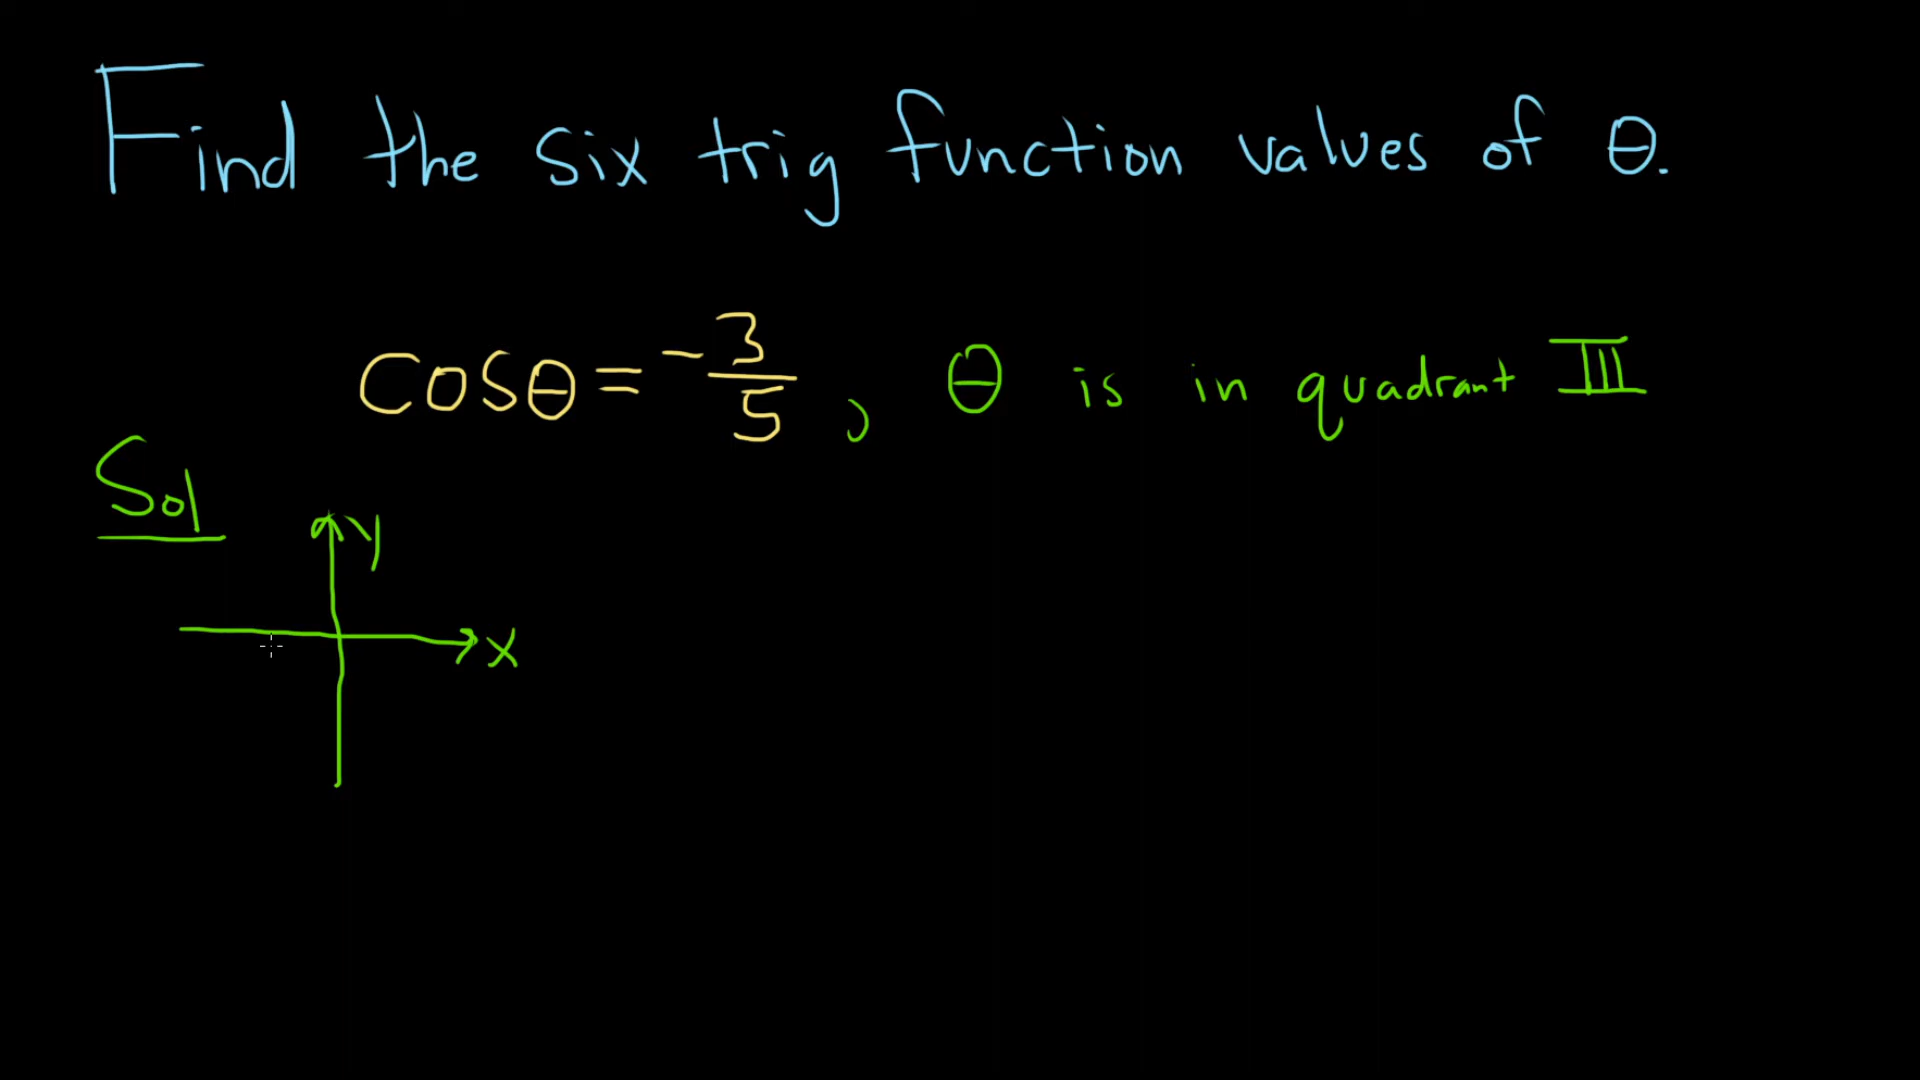 Find the six trig function values of θ.
cosθ = -3/5, θ is in quadrant III
Sol
y
x